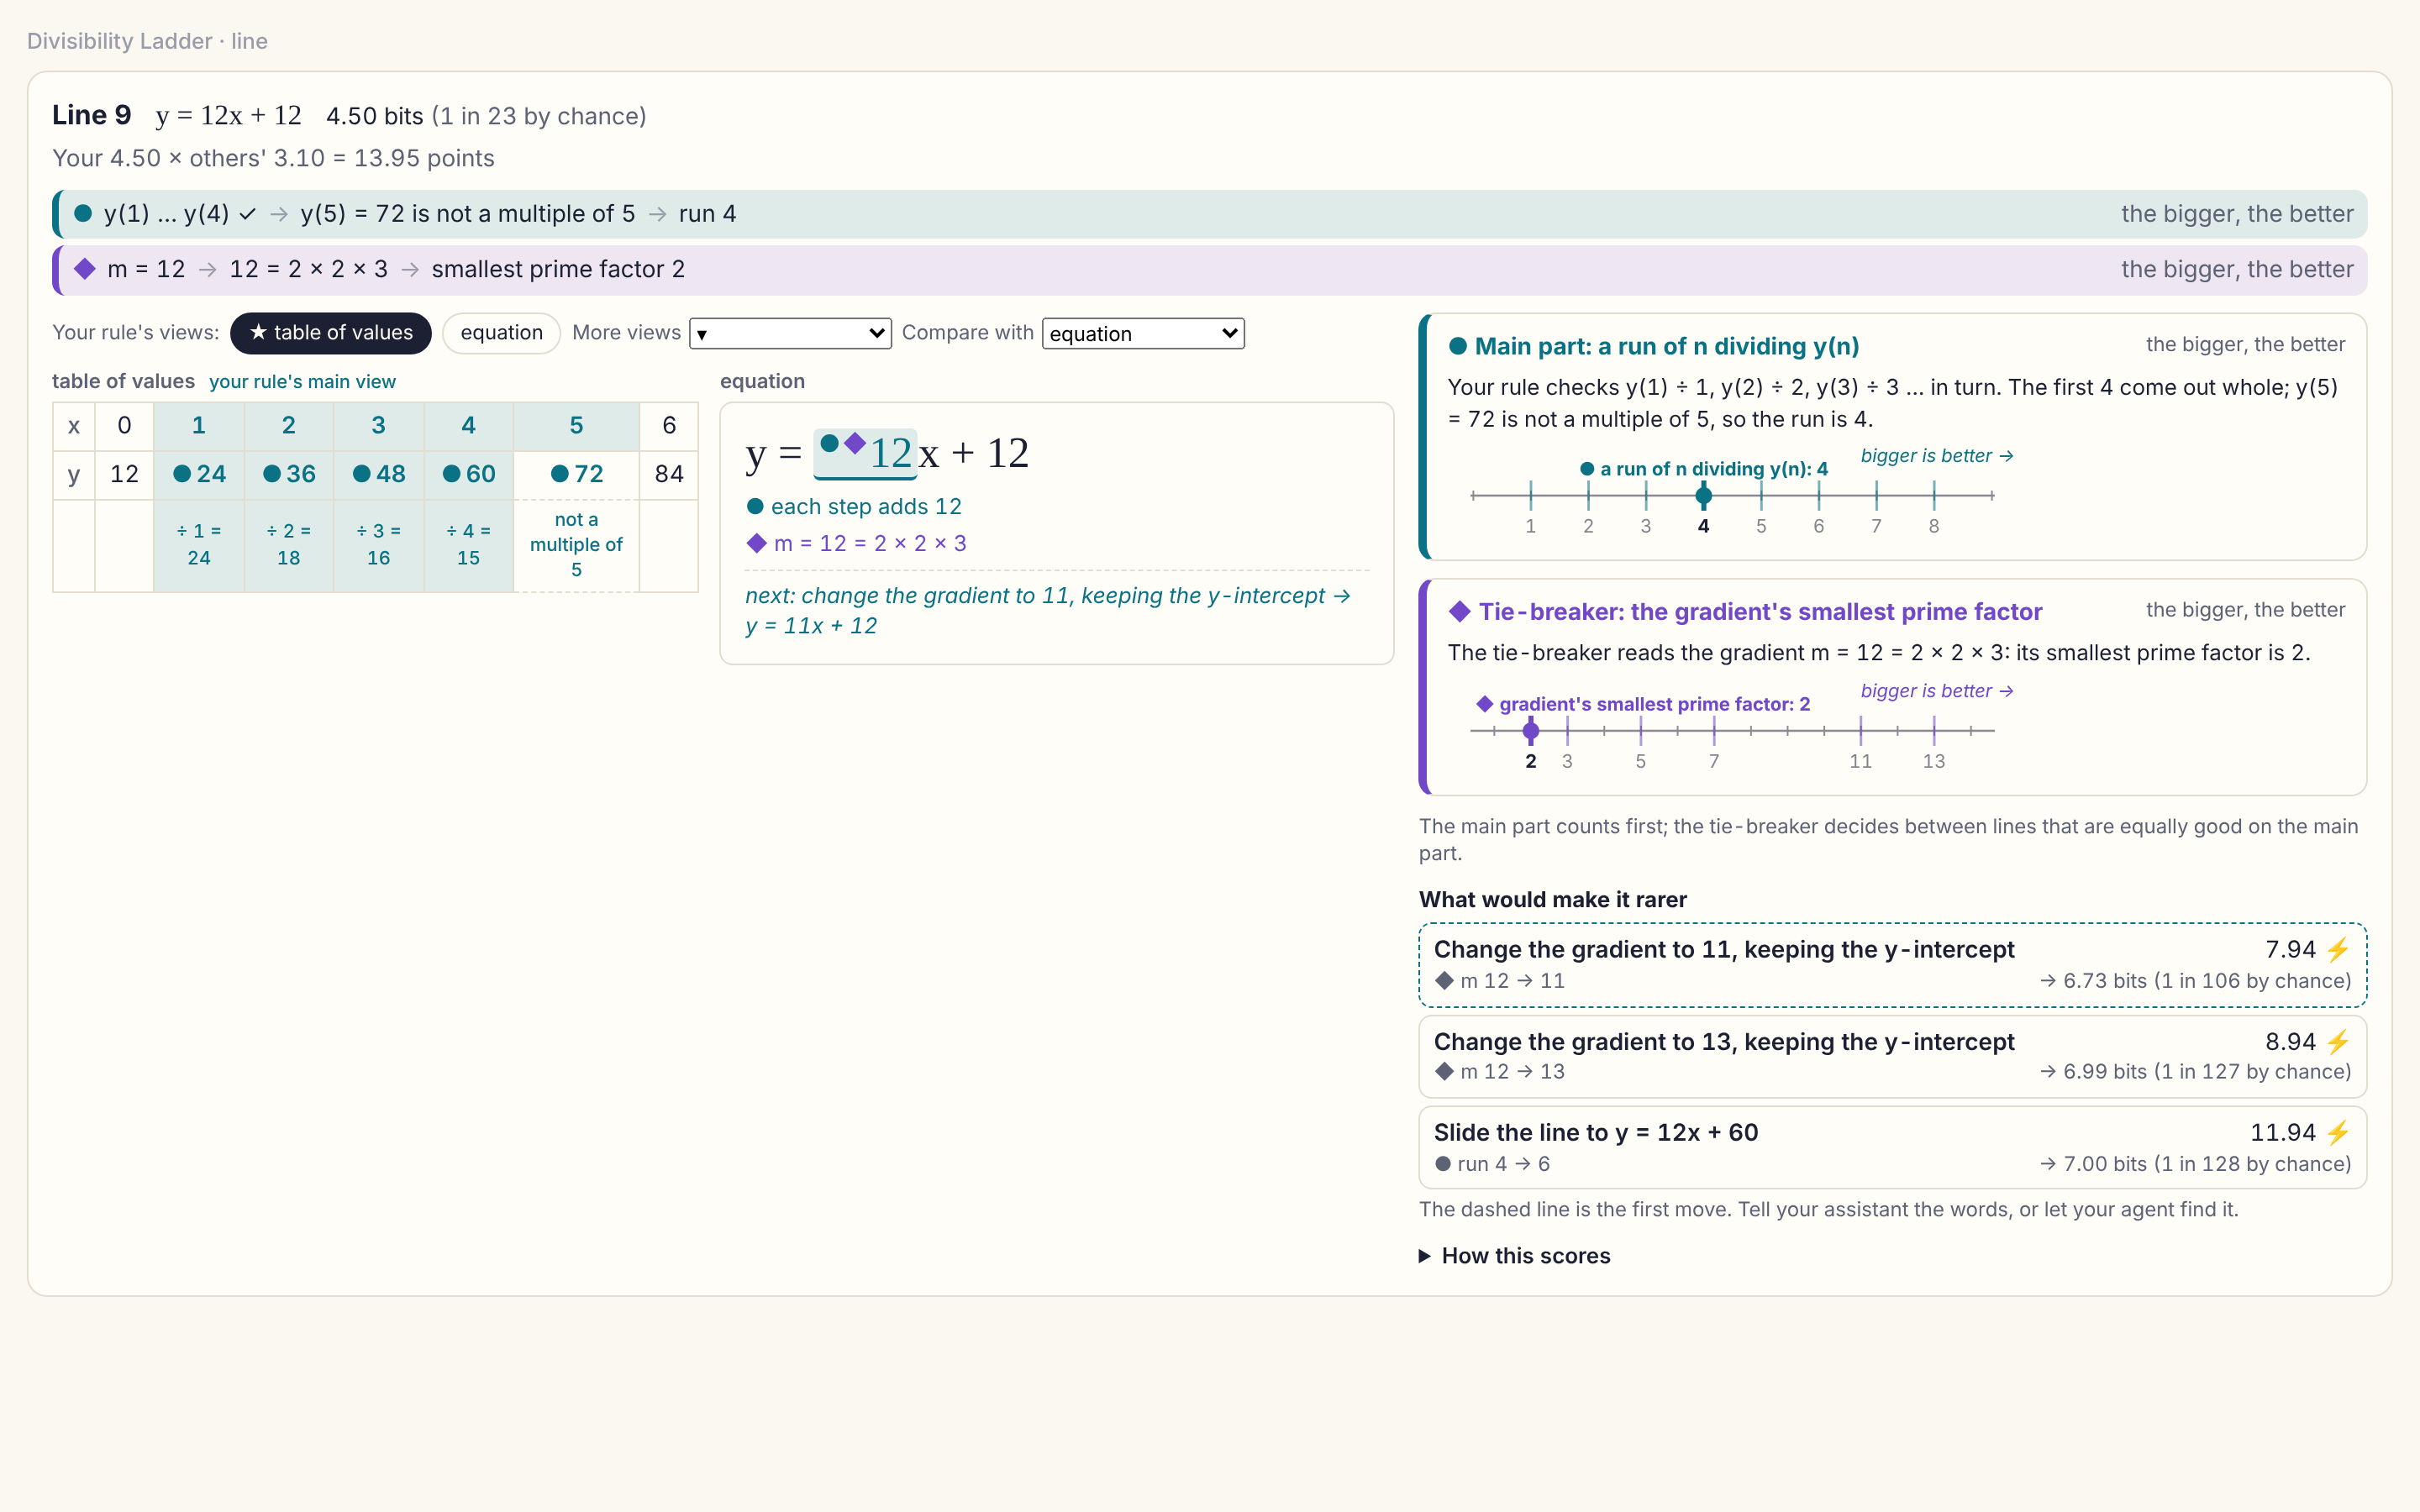 Divisibility Ladder · line
Line 9 y = 12x + 12 4.50 bits (1 in 23 by chance)
Your 4.50 × others' 3.10 = 13.95 points
● y(1) … y(4) ✓ → y(5) = 72 is not a multiple of 5 → run 4 the bigger, the better
◆ m = 12 → 12 = 2 × 2 × 3 → smallest prime factor 2 the bigger, the better
Your rule's views: ★ table of values equation More views ▾ Compare with equation
table of values your rule's main view
x 0 1 2 3 4 5 6
y 12 ●24 ●36 ●48 ●60 ●72 84
÷ 1 = 24 ÷ 2 = 18 ÷ 3 = 16 ÷ 4 = 15 not a multiple of 5
equation
y = ●◆12x + 12
● each step adds 12
◆ m = 12 = 2 × 2 × 3
next: change the gradient to 11, keeping the y-intercept →
y = 11x + 12
● Main part: a run of n dividing y(n) the bigger, the better
Your rule checks y(1) ÷ 1, y(2) ÷ 2, y(3) ÷ 3 … in turn. The first 4 come out whole; y(5)
= 72 is not a multiple of 5, so the run is 4.
bigger is better →
● a run of n dividing y(n): 4
1 2 3 4 5 6 7 8
◆ Tie-breaker: the gradient's smallest prime factor the bigger, the better
The tie-breaker reads the gradient m = 12 = 2 × 2 × 3: its smallest prime factor is 2.
bigger is better →
◆ gradient's smallest prime factor: 2
2 3 5 7 11 13
The main part counts first; the tie-breaker decides between lines that are equally good on the main
part.
What would make it rarer
Change the gradient to 11, keeping the y-intercept 7.94 ⚡
◆ m 12 → 11 → 6.73 bits (1 in 106 by chance)
Change the gradient to 13, keeping the y-intercept 8.94 ⚡
◆ m 12 → 13 → 6.99 bits (1 in 127 by chance)
Slide the line to y = 12x + 60 11.94 ⚡
● run 4 → 6 → 7.00 bits (1 in 128 by chance)
The dashed line is the first move. Tell your assistant the words, or let your agent find it.
▶ How this scores